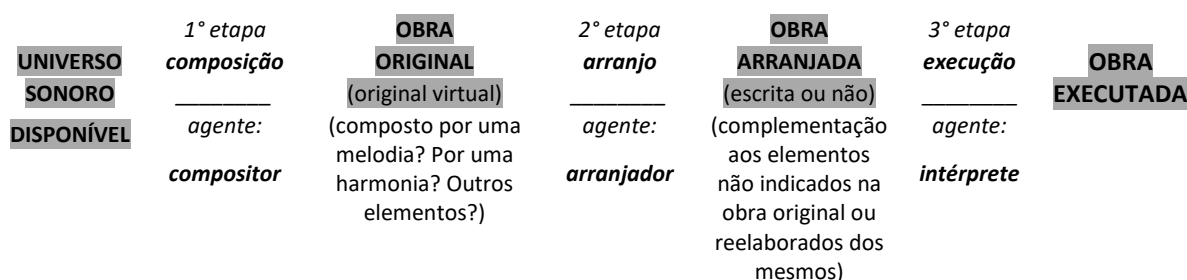 UNIVERSO
SONORO
DISPONÍVEL
1° etapa
composição
________
agente:
compositor
OBRA
ORIGINAL
(original virtual)
(composto por uma
melodia? Por uma
harmonia? Outros
elementos?)
2° etapa
arranjo
________
agente:
arranjador
OBRA
ARRANJADA
(escrita ou não)
(complementação
aos elementos
não indicados na
obra original ou
reelaborados dos
mesmos)
3° etapa
execução
________
agente:
intérprete
OBRA
EXECUTADA